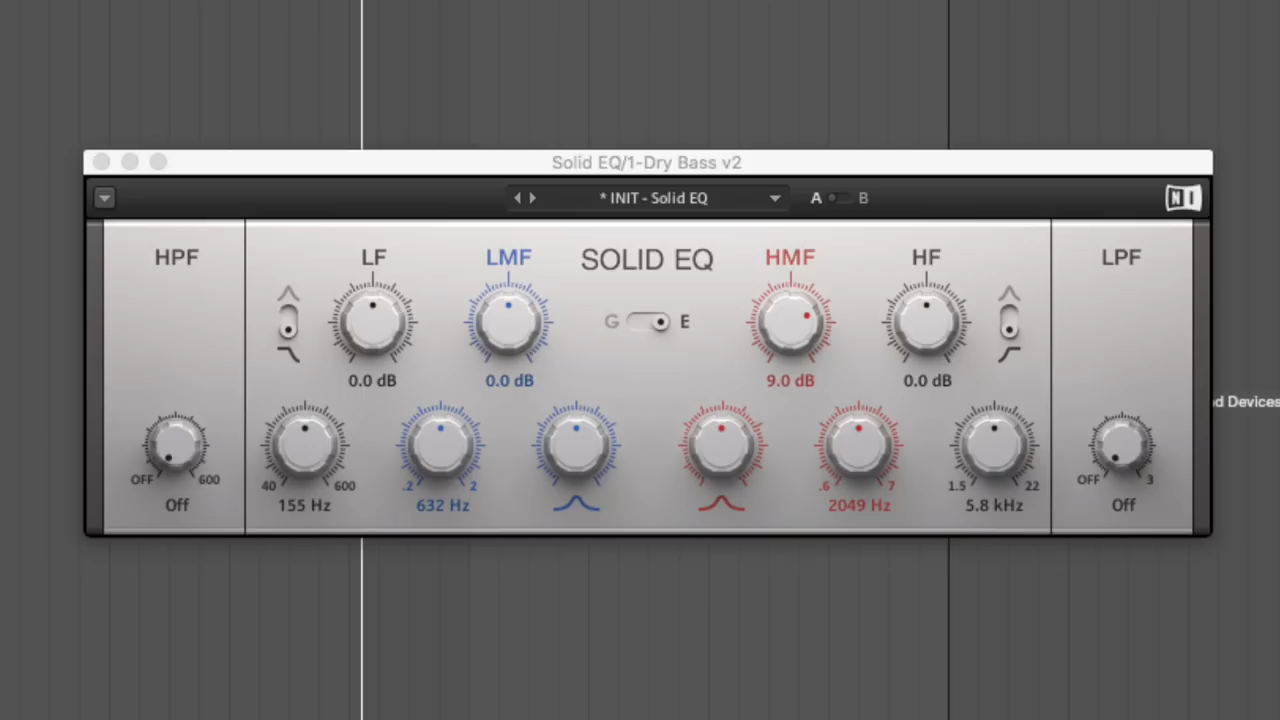 Solid EQ/1-Dry Bass v2
* INIT - Solid EQ
A B
NI
HPF
LF
LMF
SOLID EQ
HMF
HF
LPF
G E
0.0 dB
0.0 dB
9.0 dB
0.0 dB
d Devices
OFF 600
40 600
.2 2
.6 7
1.5 22
OFF 3
Off
155 Hz
632 Hz
2049 Hz
5.8 kHz
Off